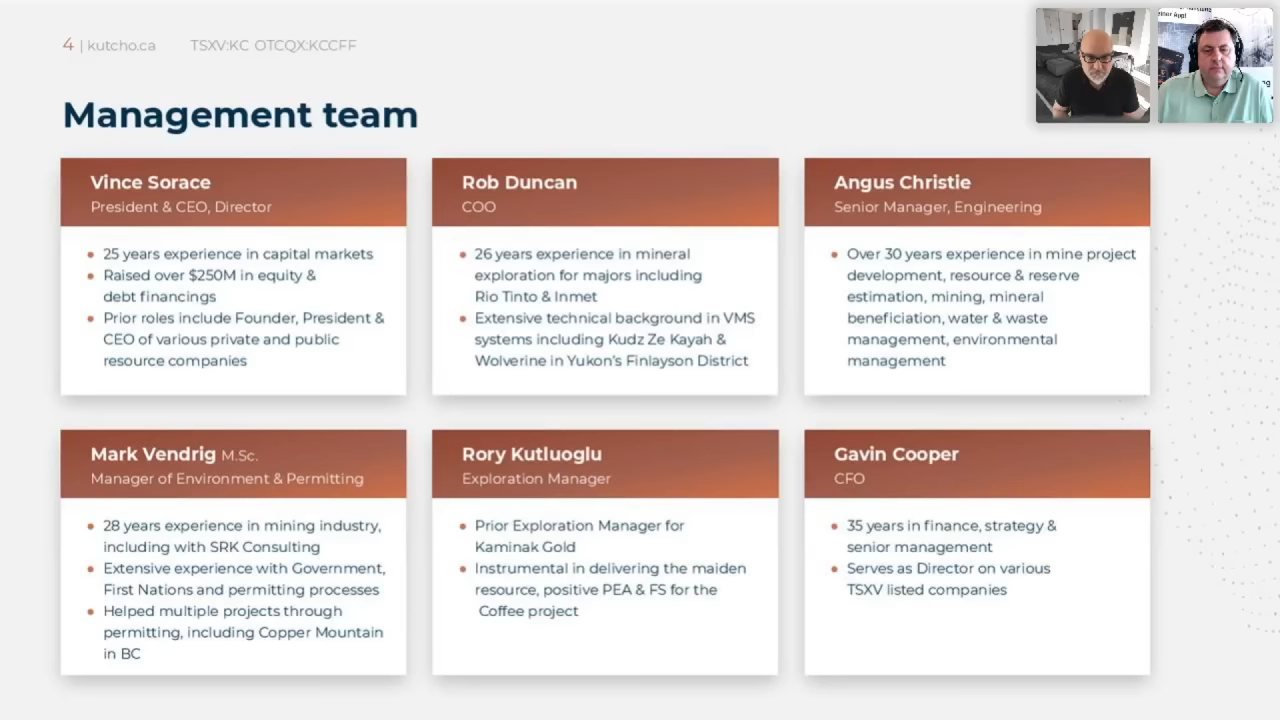 4 | kutcho.ca TSXV:KC OTCQX:KCCFF
Management team
Vince Sorace
President & CEO, Director
25 years experience in capital markets
Raised over $250M in equity &
debt financings
Prior roles include Founder, President &
CEO of various private and public
resource companies
Rob Duncan
COO
26 years experience in mineral
exploration for majors including
Rio Tinto & Inmet
Extensive technical background in VMS
systems including Kudz Ze Kayah &
Wolverine in Yukon's Finlayson District
Angus Christie
Senior Manager, Engineering
Over 30 years experience in mine project
development, resource & reserve
estimation, mining, mineral
beneficiation, water & waste
management, environmental
management
Mark Vendrig M.Sc.
Manager of Environment & Permitting
28 years experience in mining industry,
including with SRK Consulting
Extensive experience with Government,
First Nations and permitting processes
Helped multiple projects through
permitting, including Copper Mountain
in BC
Rory Kutluoglu
Exploration Manager
Prior Exploration Manager for
Kaminak Gold
Instrumental in delivering the maiden
resource, positive PEA & FS for the
Coffee project
Gavin Cooper
CFO
35 years in finance, strategy &
senior management
Serves as Director on various
TSXV listed companies